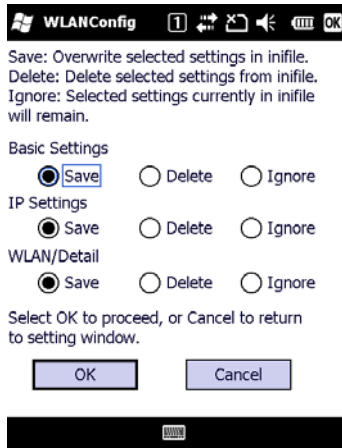 WLANConfig 1 OK
Save: Overwrite selected settings in inifile.
Delete: Delete selected settings from inifile.
Ignore: Selected settings currently in inifile
will remain.
Basic Settings
Save Delete Ignore
IP Settings
Save Delete Ignore
WLAN/Detail
Save Delete Ignore
Select OK to proceed, or Cancel to return
to setting window.
OK Cancel